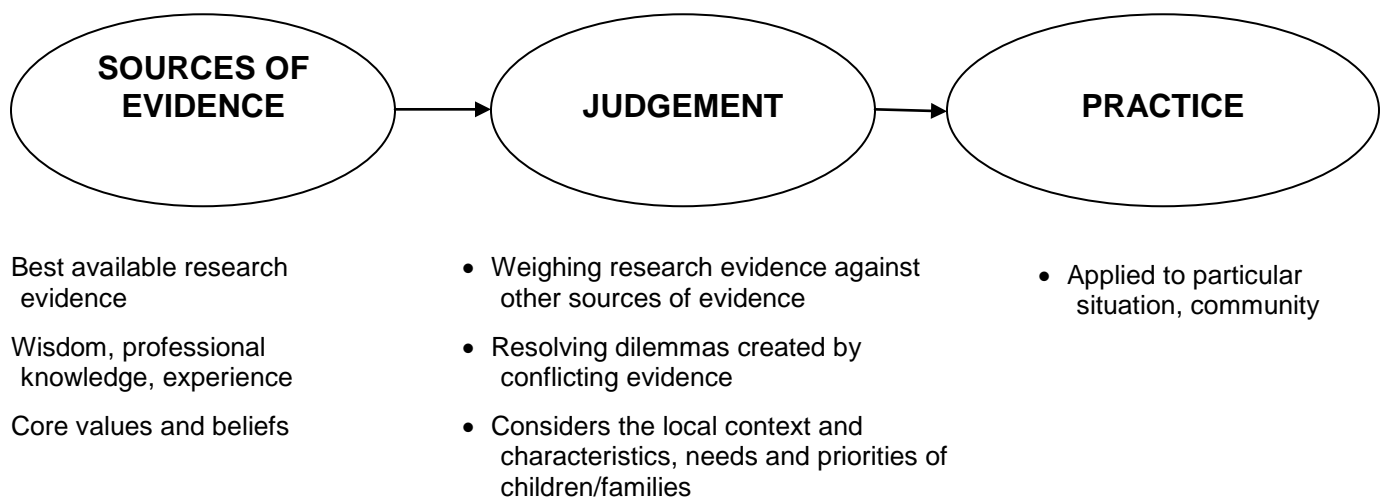 SOURCES OF
EVIDENCE
JUDGEMENT
PRACTICE
Best available research
evidence
Wisdom, professional
knowledge, experience
Core values and beliefs
• Weighing research evidence against
other sources of evidence
• Resolving dilemmas created by
conflicting evidence
• Considers the local context and
characteristics, needs and priorities of
children/families
• Applied to particular
situation, community